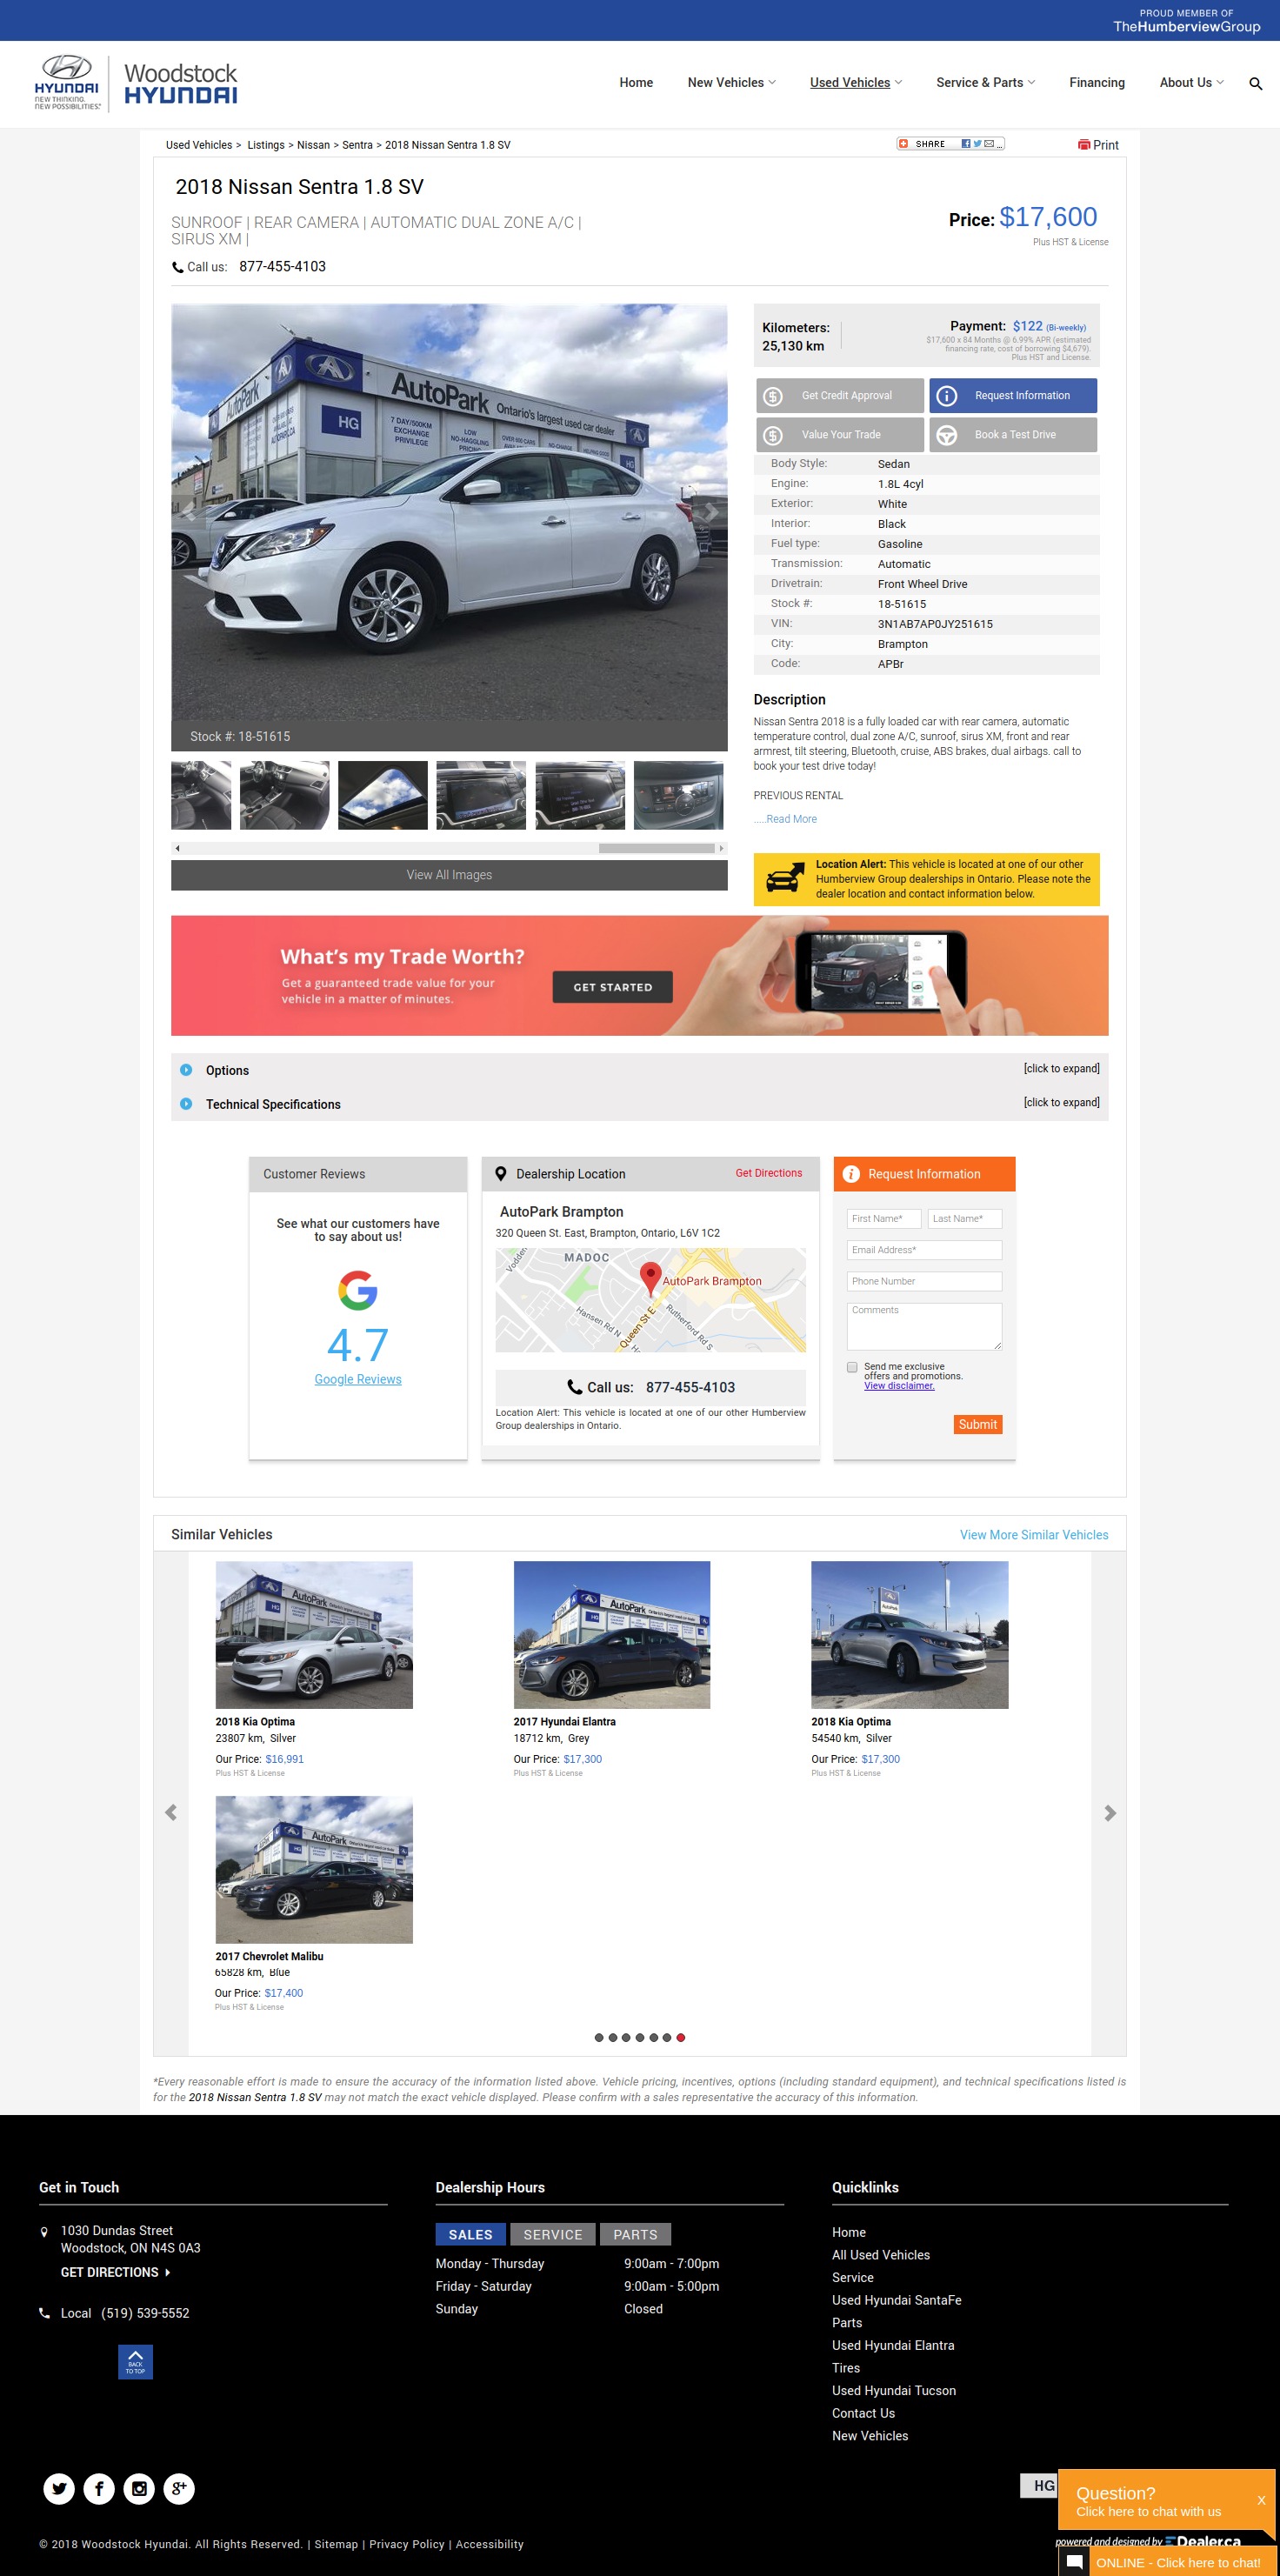 PROUD MEMBER OF
TheHumberviewGroup
HYUNDAI
NEW THINKING.
NEW POSSIBILITIES.
Woodstock
HYUNDAI
Home
New Vehicles
Used Vehicles
Service & Parts
Financing
About Us
Used Vehicles > Listings > Nissan > Sentra > 2018 Nissan Sentra 1.8 SV
SHARE ...
Print
2018 Nissan Sentra 1.8 SV
SUNROOF | REAR CAMERA | AUTOMATIC DUAL ZONE A/C |
SIRUS XM |
Price: $17,600
Plus HST & License
Call us: 877-455-4103
AutoPark
AutoPark Ontario's largest used car dealer
HG
7 DAY/500KM
EXCHANGE
PRIVILEGE
LOW
NO-HAGGLING
HG
Stock #: 18-51615
View All Images
Kilometers:
25,130 km
Payment: $122 (Bi-weekly)
$17,600 x 84 Months @ 6.99% APR (estimated
financing rate, cost of borrowing $4,679).
Plus HST and License.
Get Credit Approval
Request Information
Value Your Trade
Book a Test Drive
Body Style: Sedan
Engine: 1.8L 4cyl
Exterior: White
Interior: Black
Fuel type: Gasoline
Transmission: Automatic
Drivetrain: Front Wheel Drive
Stock #: 18-51615
VIN: 3N1AB7AP0JY251615
City: Brampton
Code: APBr
Description
Nissan Sentra 2018 is a fully loaded car with rear camera, automatic
temperature control, dual zone A/C, sunroof, sirus XM, front and rear
armrest, tilt steering, Bluetooth, cruise, ABS brakes, dual airbags. call to
book your test drive today!
PREVIOUS RENTAL
.....Read More
Location Alert: This vehicle is located at one of our other
Humberview Group dealerships in Ontario. Please note the
dealer location and contact information below.
What's my Trade Worth?
Get a guaranteed trade value for your
vehicle in a matter of minutes.
GET STARTED
Options
[click to expand]
Technical Specifications
[click to expand]
Customer Reviews
See what our customers have
to say about us!
4.7
Google Reviews
Dealership Location
Get Directions
AutoPark Brampton
320 Queen St. East, Brampton, Ontario, L6V 1C2
MADOC
Vodden
AutoPark Brampton
Hansen Rd N
Queen St E
Rutherford Rd S
Call us: 877-455-4103
Location Alert: This vehicle is located at one of our other Humberview
Group dealerships in Ontario.
Request Information
First Name*
Last Name*
Email Address*
Phone Number
Comments
Send me exclusive
offers and promotions.
View disclaimer.
Submit
Similar Vehicles
View More Similar Vehicles
AutoPark
HG
AutoPark
HG
AutoPark
2018 Kia Optima
23807 km, Silver
Our Price: $16,991
Plus HST & License
2017 Hyundai Elantra
18712 km, Grey
Our Price: $17,300
Plus HST & License
2018 Kia Optima
54540 km, Silver
Our Price: $17,300
Plus HST & License
AutoPark
HG
2017 Chevrolet Malibu
65828 km, Blue
Our Price: $17,400
Plus HST & License
*Every reasonable effort is made to ensure the accuracy of the information listed above. Vehicle pricing, incentives, options (including standard equipment), and technical specifications listed is
for the 2018 Nissan Sentra 1.8 SV may not match the exact vehicle displayed. Please confirm with a sales representative the accuracy of this information.
Get in Touch
1030 Dundas Street
Woodstock, ON N4S 0A3
GET DIRECTIONS
Local (519) 539-5552
BACK
TO TOP
Dealership Hours
SALES
SERVICE
PARTS
Monday - Thursday 9:00am - 7:00pm
Friday - Saturday 9:00am - 5:00pm
Sunday Closed
Quicklinks
Home
All Used Vehicles
Service
Used Hyundai SantaFe
Parts
Used Hyundai Elantra
Tires
Used Hyundai Tucson
Contact Us
New Vehicles
HG
Question?
Click here to chat with us
X
powered and designed by EDealer.ca
ONLINE - Click here to chat!
© 2018 Woodstock Hyundai. All Rights Reserved. | Sitemap | Privacy Policy | Accessibility